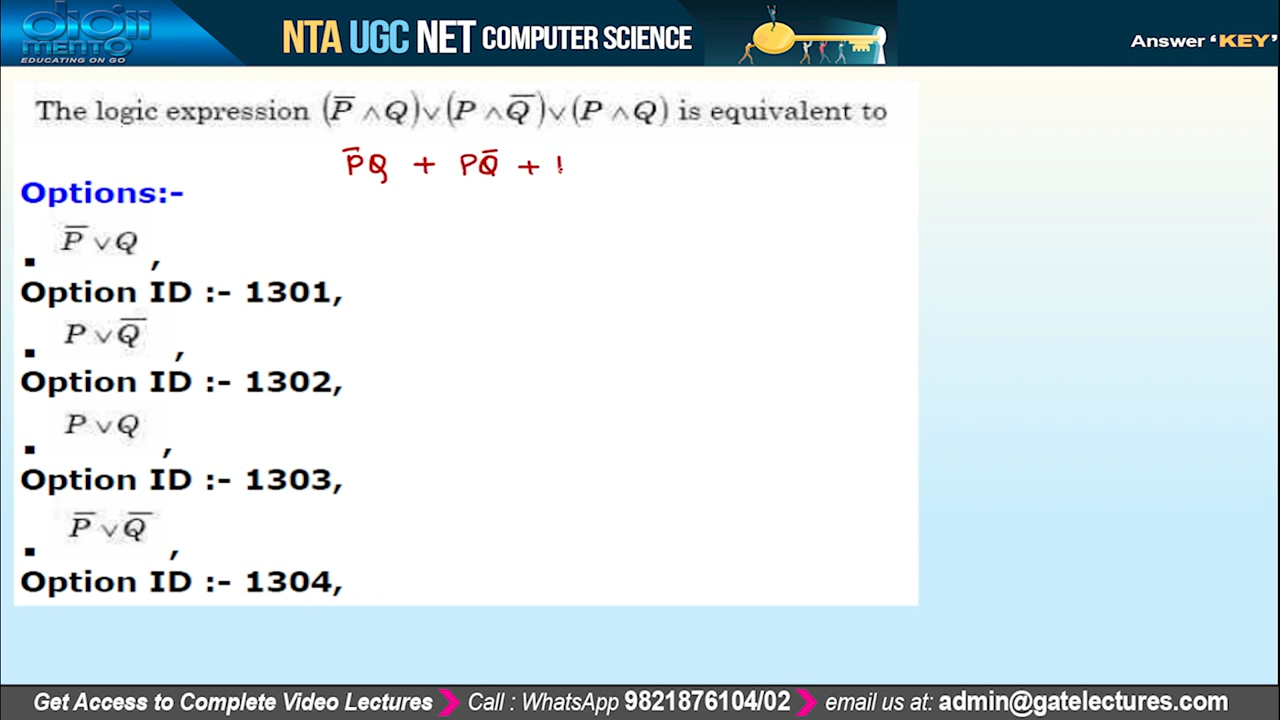 digii
MENTO
EDUCATING ON GO
NTA UGC NET COMPUTER SCIENCE
Answer ‘KEY’
The logic expression (P̅ ∧ Q) ∨ (P ∧ Q̅) ∨ (P ∧ Q) is equivalent to
P̅Q + PQ̅ +
Options:-
▪ P̅ ∨ Q ,
Option ID :- 1301,
▪ P ∨ Q̅ ,
Option ID :- 1302,
▪ P ∨ Q ,
Option ID :- 1303,
▪ P̅ ∨ Q̅ ,
Option ID :- 1304,
Get Access to Complete Video Lectures Call : WhatsApp 9821876104/02 email us at: admin@gatelectures.com